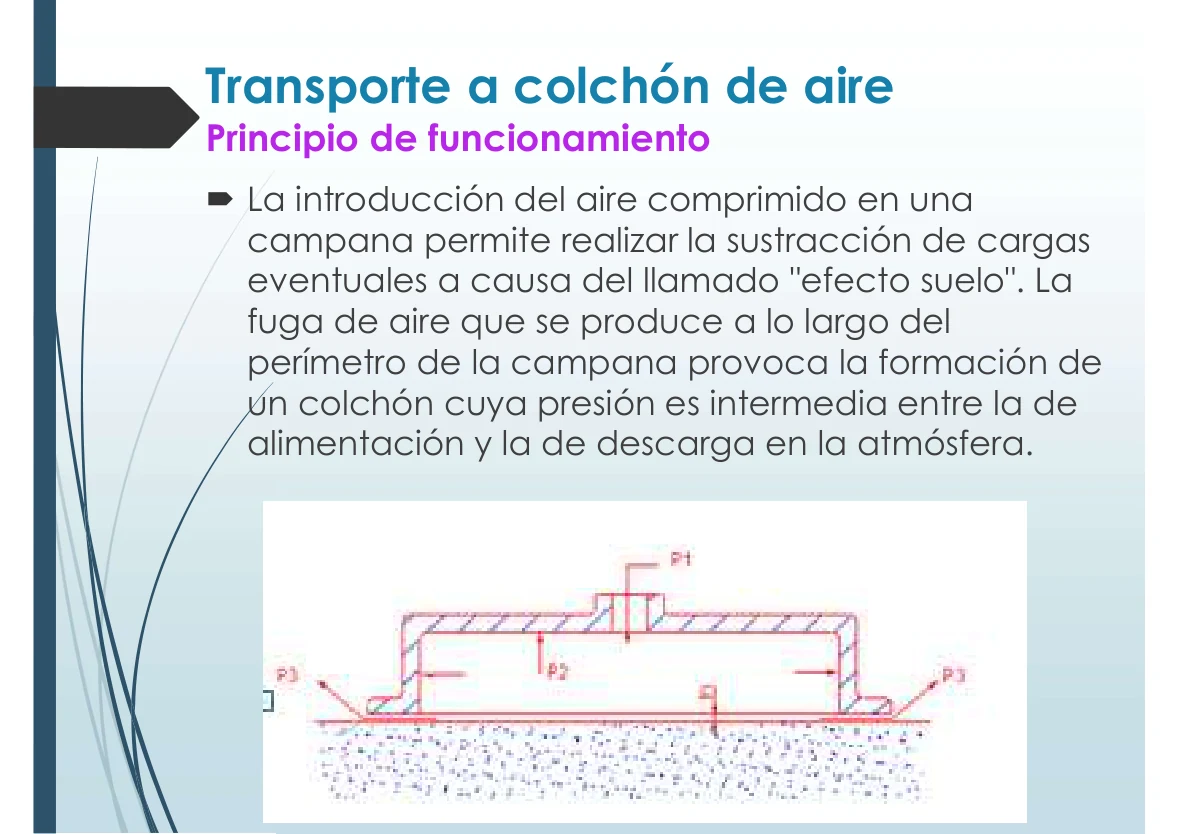 Transporte a colchón de aire
Principio de funcionamiento
La introducción del aire comprimido en una
campana permite realizar la sustracción de cargas
eventuales a causa del llamado "efecto suelo". La
fuga de aire que se produce a lo largo del
perímetro de la campana provoca la formación de
un colchón cuya presión es intermedia entre la de
alimentación y la de descarga en la atmósfera.
P1
P2
P3
P3